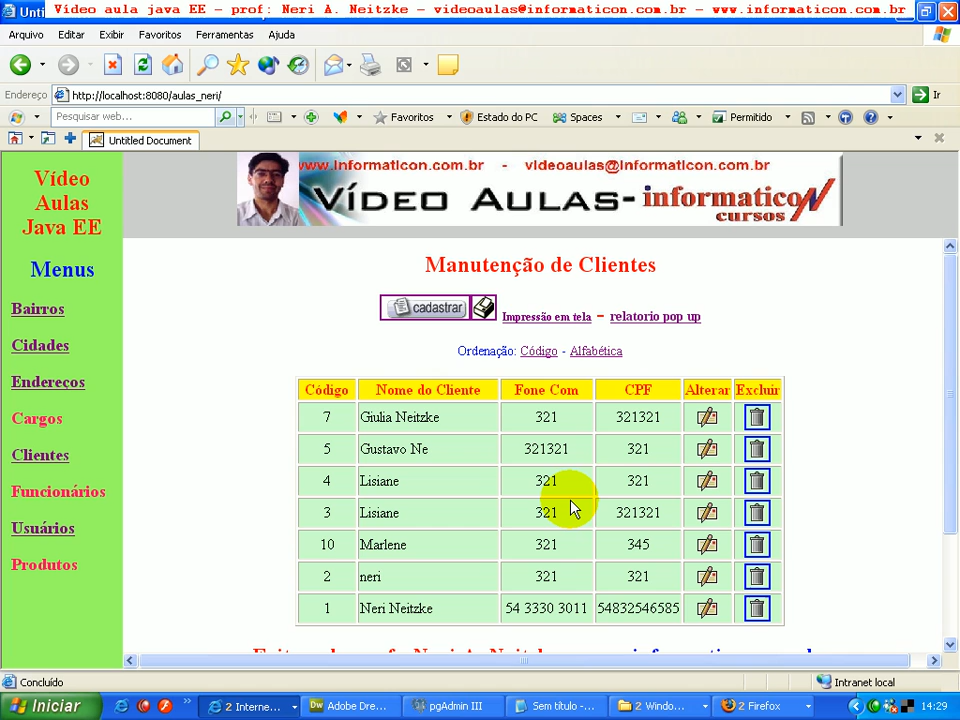 Unti
Vídeo aula java EE – prof: Neri A. Neitzke – videoaulas@informaticon.com.br – www.informaticon.com.br
Arquivo Editar Exibir Favoritos Ferramentas Ajuda
Endereço http://localhost:8080/aulas_neri/ Ir
Pesquisar web... Favoritos Estado do PC Spaces Permitido
Untitled Document
www.informaticon.com.br - videoaulas@informaticon.com.br
VÍDEO AULAS- informaticon
cursos
Vídeo
Aulas
Java EE
Menus
Bairros
Cidades
Endereços
Cargos
Clientes
Funcionários
Usuários
Produtos
Manutenção de Clientes
cadastrar Impressão em tela - relatorio pop up
Ordenação: Código - Alfabética
Código Nome do Cliente Fone Com CPF Alterar Excluir
7 Giulia Neitzke 321 321321
5 Gustavo Ne 321321 321
4 Lisiane 321 321
3 Lisiane 321 321321
10 Marlene 321 345
2 neri 321 321
1 Neri Neitzke 54 3330 3011 54832546585
Concluído Intranet local
Iniciar 2 Interne... Adobe Dre... pgAdmin III Sem título -... 2 Windo... 2 Firefox 14:29